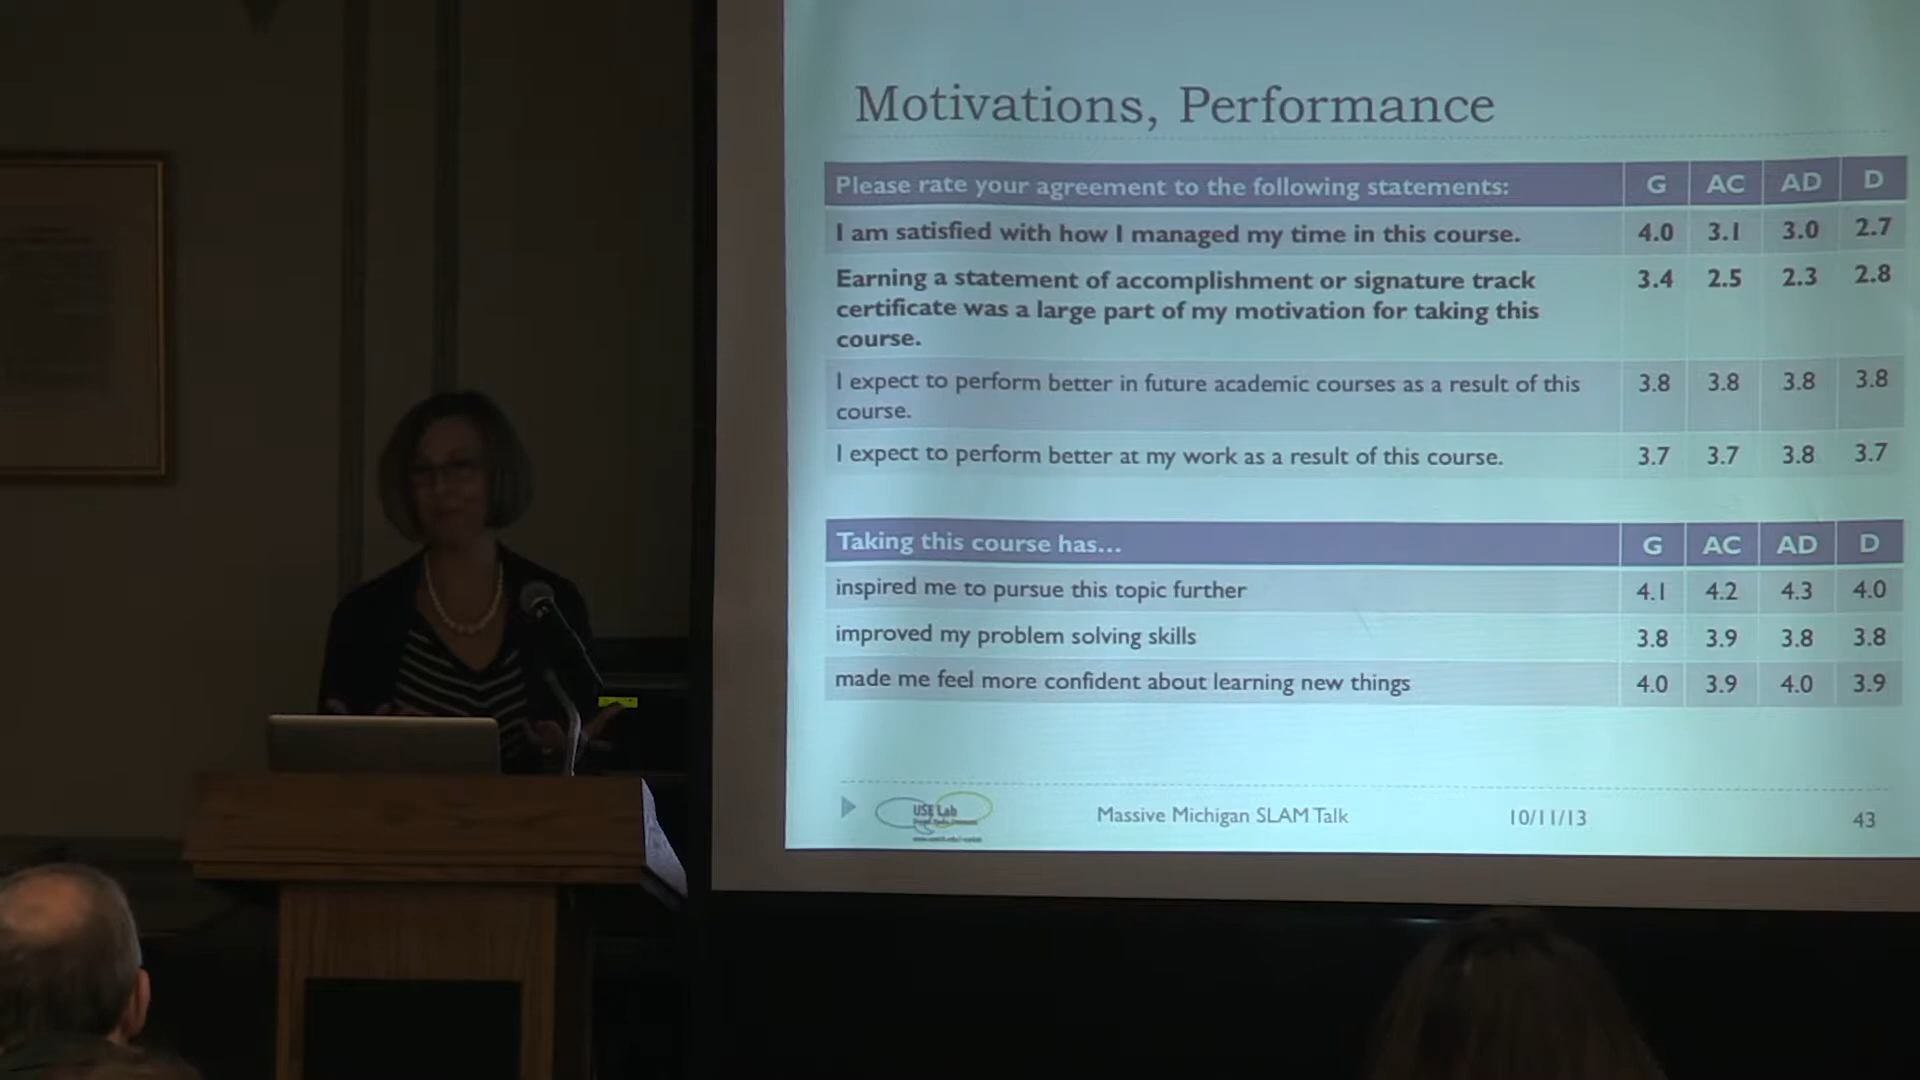 Motivations, Performance
Please rate your agreement to the following statements: G AC AD D
I am satisfied with how I managed my time in this course. 4.0 3.1 3.0 2.7
Earning a statement of accomplishment or signature track 3.4 2.5 2.3 2.8
certificate was a large part of my motivation for taking this
course.
I expect to perform better in future academic courses as a result of this 3.8 3.8 3.8 3.8
course.
I expect to perform better at my work as a result of this course. 3.7 3.7 3.8 3.7
Taking this course has... G AC AD D
inspired me to pursue this topic further 4.1 4.2 4.3 4.0
improved my problem solving skills 3.8 3.9 3.8 3.8
made me feel more confident about learning new things 4.0 3.9 4.0 3.9
USE Lab
Massive Michigan SLAM Talk 10/11/13 43